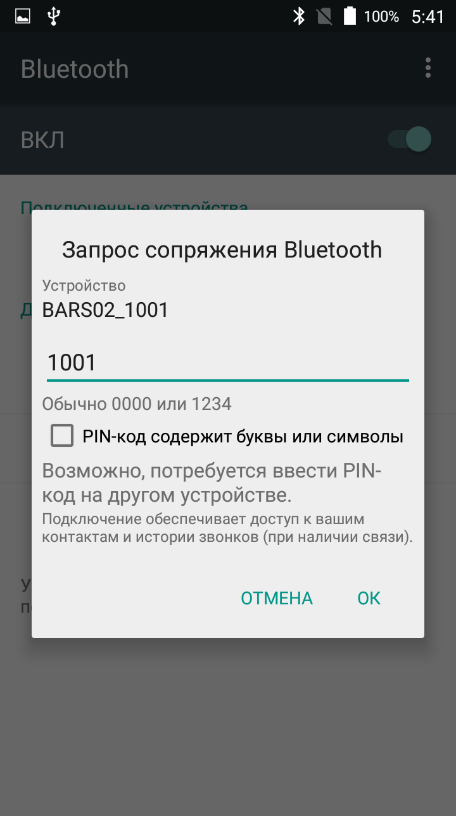 100% 5:41
Bluetooth
ВКЛ
Подключенные устройства
Запрос сопряжения Bluetooth
Устройство
BARS02_1001
1001
Обычно 0000 или 1234
PIN-код содержит буквы или символы
Возможно, потребуется ввести PIN-
код на другом устройстве.
Подключение обеспечивает доступ к вашим
контактам и истории звонков (при наличии связи).
ОТМЕНА ОК